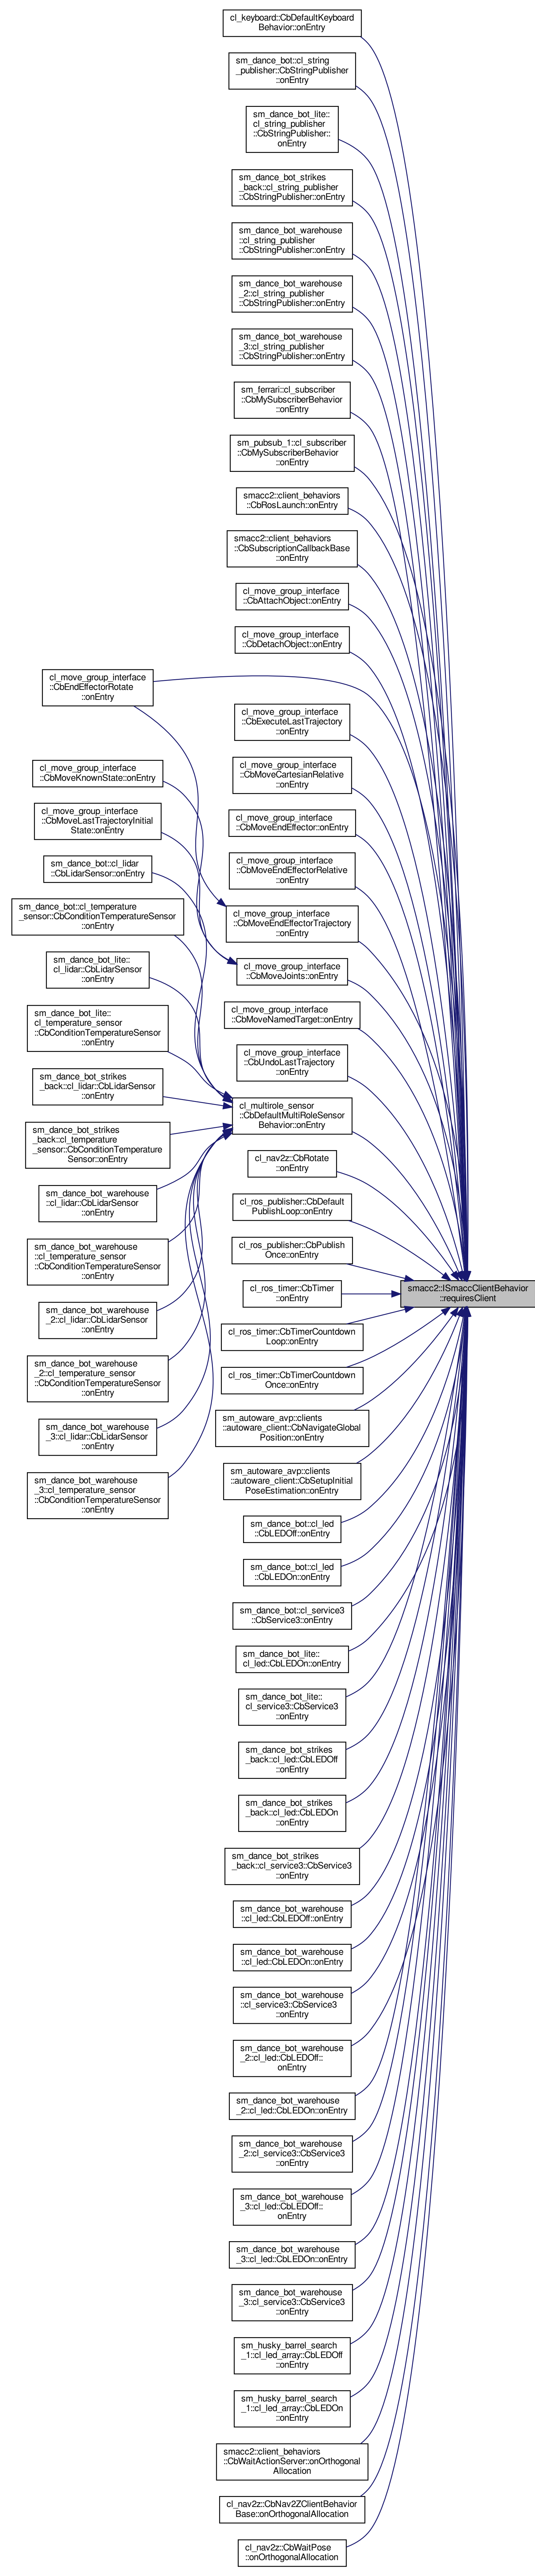 cl_keyboard::CbDefaultKeyboard
Behavior::onEntry
sm_dance_bot::cl_string
_publisher::CbStringPublisher
::onEntry
sm_dance_bot_lite::
cl_string_publisher
::CbStringPublisher::
onEntry
sm_dance_bot_strikes
_back::cl_string_publisher
::CbStringPublisher::onEntry
sm_dance_bot_warehouse
::cl_string_publisher
::CbStringPublisher::onEntry
sm_dance_bot_warehouse
_2::cl_string_publisher
::CbStringPublisher::onEntry
sm_dance_bot_warehouse
_3::cl_string_publisher
::CbStringPublisher::onEntry
sm_ferrari::cl_subscriber
::CbMySubscriberBehavior
::onEntry
sm_pubsub_1::cl_subscriber
::CbMySubscriberBehavior
::onEntry
smacc2::client_behaviors
::CbRosLaunch::onEntry
smacc2::client_behaviors
::CbSubscriptionCallbackBase
::onEntry
cl_move_group_interface
::CbAttachObject::onEntry
cl_move_group_interface
::CbDetachObject::onEntry
cl_move_group_interface
::CbEndEffectorRotate
::onEntry
cl_move_group_interface
::CbExecuteLastTrajectory
::onEntry
cl_move_group_interface
::CbMoveCartesianRelative
::onEntry
cl_move_group_interface
::CbMoveKnownState::onEntry
cl_move_group_interface
::CbMoveLastTrajectoryInitial
State::onEntry
cl_move_group_interface
::CbMoveEndEffector::onEntry
cl_move_group_interface
::CbMoveEndEffectorRelative
::onEntry
sm_dance_bot::cl_lidar
::CbLidarSensor::onEntry
sm_dance_bot::cl_temperature
_sensor::CbConditionTemperatureSensor
::onEntry
cl_move_group_interface
::CbMoveEndEffectorTrajectory
::onEntry
sm_dance_bot_lite::
cl_lidar::CbLidarSensor
::onEntry
cl_move_group_interface
::CbMoveJoints::onEntry
sm_dance_bot_lite::
cl_temperature_sensor
::CbConditionTemperatureSensor
::onEntry
cl_move_group_interface
::CbMoveNamedTarget::onEntry
cl_move_group_interface
::CbUndoLastTrajectory
::onEntry
sm_dance_bot_strikes
_back::cl_lidar::CbLidarSensor
::onEntry
cl_multirole_sensor
::CbDefaultMultiRoleSensor
Behavior::onEntry
sm_dance_bot_strikes
_back::cl_temperature
_sensor::CbConditionTemperature
Sensor::onEntry
cl_nav2z::CbRotate
::onEntry
sm_dance_bot_warehouse
::cl_lidar::CbLidarSensor
::onEntry
cl_ros_publisher::CbDefault
PublishLoop::onEntry
sm_dance_bot_warehouse
::cl_temperature_sensor
::CbConditionTemperatureSensor
::onEntry
cl_ros_publisher::CbPublish
Once::onEntry
cl_ros_timer::CbTimer
::onEntry
smacc2::ISmaccClientBehavior
::requiresClient
sm_dance_bot_warehouse
_2::cl_lidar::CbLidarSensor
::onEntry
cl_ros_timer::CbTimerCountdown
Loop::onEntry
sm_dance_bot_warehouse
_2::cl_temperature_sensor
::CbConditionTemperatureSensor
::onEntry
cl_ros_timer::CbTimerCountdown
Once::onEntry
sm_dance_bot_warehouse
_3::cl_lidar::CbLidarSensor
::onEntry
sm_autoware_avp::clients
::autoware_client::CbNavigateGlobal
Position::onEntry
sm_dance_bot_warehouse
_3::cl_temperature_sensor
::CbConditionTemperatureSensor
::onEntry
sm_autoware_avp::clients
::autoware_client::CbSetupInitial
PoseEstimation::onEntry
sm_dance_bot::cl_led
::CbLEDOff::onEntry
sm_dance_bot::cl_led
::CbLEDOn::onEntry
sm_dance_bot::cl_service3
::CbService3::onEntry
sm_dance_bot_lite::
cl_led::CbLEDOn::onEntry
sm_dance_bot_lite::
cl_service3::CbService3
::onEntry
sm_dance_bot_strikes
_back::cl_led::CbLEDOff
::onEntry
sm_dance_bot_strikes
_back::cl_led::CbLEDOn
::onEntry
sm_dance_bot_strikes
_back::cl_service3::CbService3
::onEntry
sm_dance_bot_warehouse
::cl_led::CbLEDOff::onEntry
sm_dance_bot_warehouse
::cl_led::CbLEDOn::onEntry
sm_dance_bot_warehouse
::cl_service3::CbService3
::onEntry
sm_dance_bot_warehouse
_2::cl_led::CbLEDOff::
onEntry
sm_dance_bot_warehouse
_2::cl_led::CbLEDOn::onEntry
sm_dance_bot_warehouse
_2::cl_service3::CbService3
::onEntry
sm_dance_bot_warehouse
_3::cl_led::CbLEDOff::
onEntry
sm_dance_bot_warehouse
_3::cl_led::CbLEDOn::onEntry
sm_dance_bot_warehouse
_3::cl_service3::CbService3
::onEntry
sm_husky_barrel_search
_1::cl_led_array::CbLEDOff
::onEntry
sm_husky_barrel_search
_1::cl_led_array::CbLEDOn
::onEntry
smacc2::client_behaviors
::CbWaitActionServer::onOrthogonal
Allocation
cl_nav2z::CbNav2ZClientBehavior
Base::onOrthogonalAllocation
cl_nav2z::CbWaitPose
::onOrthogonalAllocation